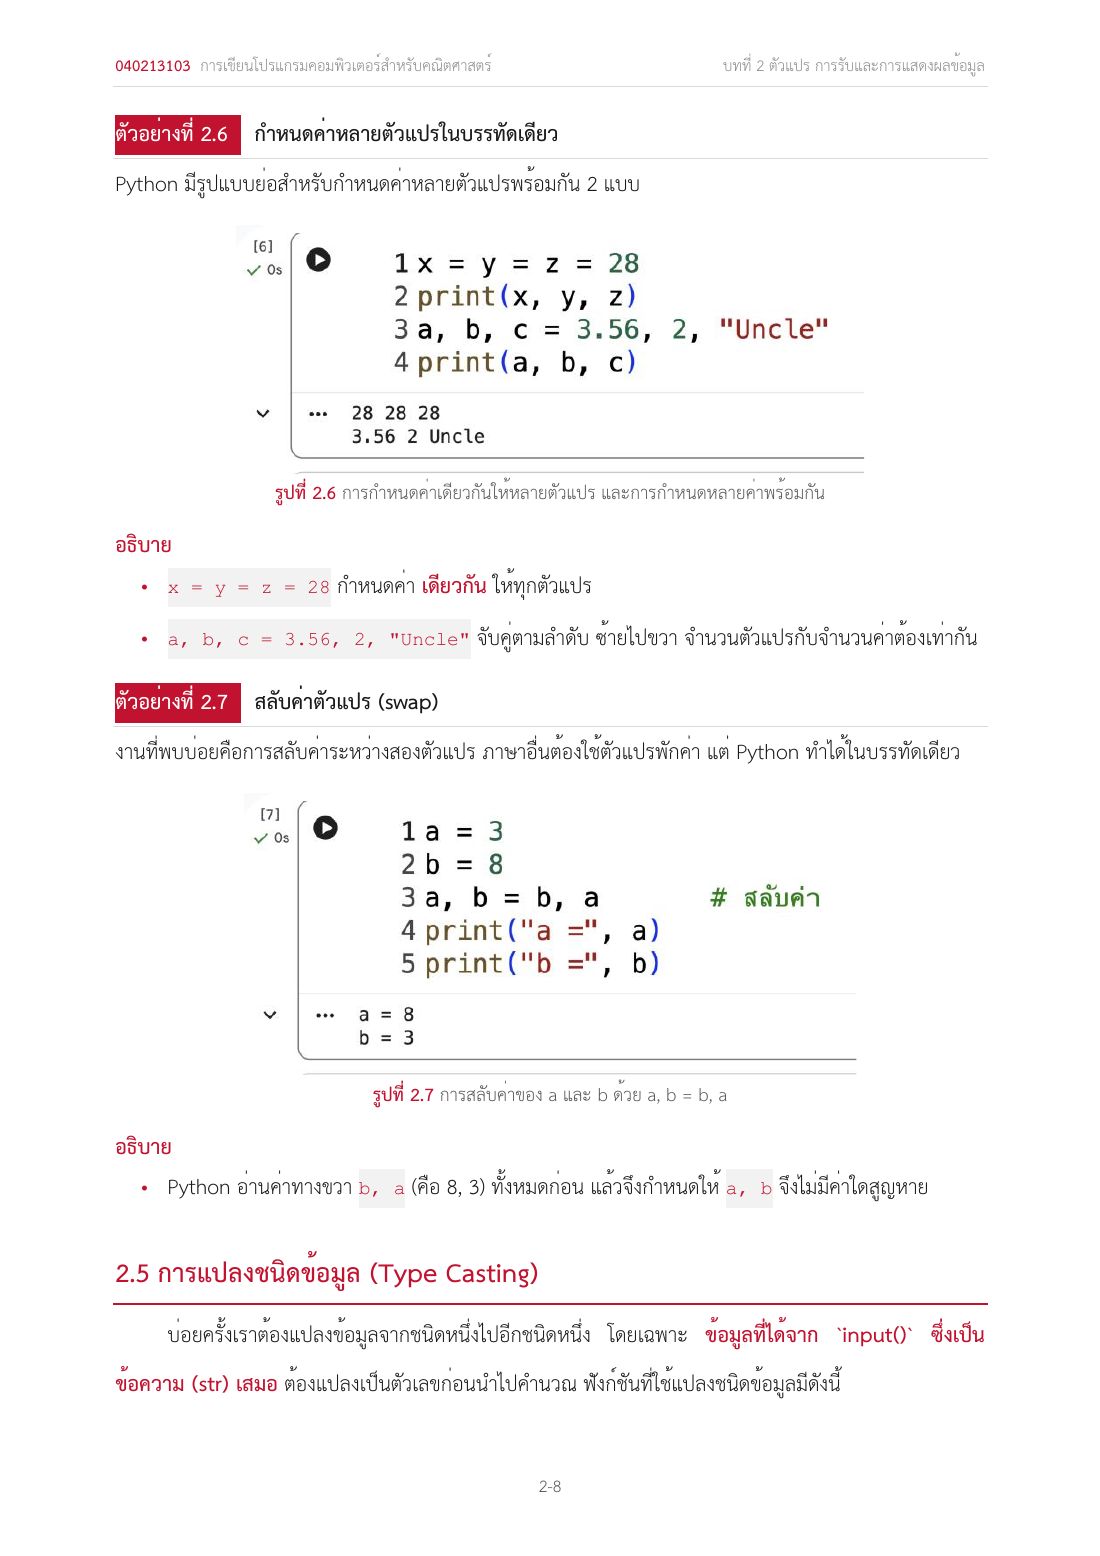 040213103 การเขียนโปรแกรมคอมพิวเตอร์สำหรับคณิตศาสตร์ บทที่ 2 ตัวแปร การรับและการแสดงผลข้อมูล
ตัวอย่างที่ 2.6 กำหนดค่าหลายตัวแปรในบรรทัดเดียว
Python มีรูปแบบย่อสำหรับกำหนดค่าหลายตัวแปรพร้อมกัน 2 แบบ
[6]
0s
1 x = y = z = 28
2 print(x, y, z)
3 a, b, c = 3.56, 2, "Uncle"
4 print(a, b, c)
... 28 28 28
3.56 2 Uncle
รูปที่ 2.6 การกำหนดค่าเดียวกันให้หลายตัวแปร และการกำหนดหลายค่าพร้อมกัน
อธิบาย
• x = y = z = 28 กำหนดค่า เดียวกัน ให้ทุกตัวแปร
• a, b, c = 3.56, 2, "Uncle" จับคู่ตามลำดับ ซ้ายไปขวา จำนวนตัวแปรกับจำนวนค่าต้องเท่ากัน
ตัวอย่างที่ 2.7 สลับค่าตัวแปร (swap)
งานที่พบบ่อยคือการสลับค่าระหว่างสองตัวแปร ภาษาอื่นต้องใช้ตัวแปรพักค่า แต่ Python ทำได้ในบรรทัดเดียว
[7]
0s
1 a = 3
2 b = 8
3 a, b = b, a # สลับค่า
4 print("a =", a)
5 print("b =", b)
... a = 8
b = 3
รูปที่ 2.7 การสลับค่าของ a และ b ด้วย a, b = b, a
อธิบาย
• Python อ่านค่าทางขวา b, a (คือ 8, 3) ทั้งหมดก่อน แล้วจึงกำหนดให้ a, b จึงไม่มีค่าใดสูญหาย
2.5 การแปลงชนิดข้อมูล (Type Casting)
บ่อยครั้งเราต้องแปลงข้อมูลจากชนิดหนึ่งไปอีกชนิดหนึ่ง โดยเฉพาะ ข้อมูลที่ได้จาก `input()` ซึ่งเป็น
ข้อความ (str) เสมอ ต้องแปลงเป็นตัวเลขก่อนนำไปคำนวณ ฟังก์ชันที่ใช้แปลงชนิดข้อมูลมีดังนี้
2-8